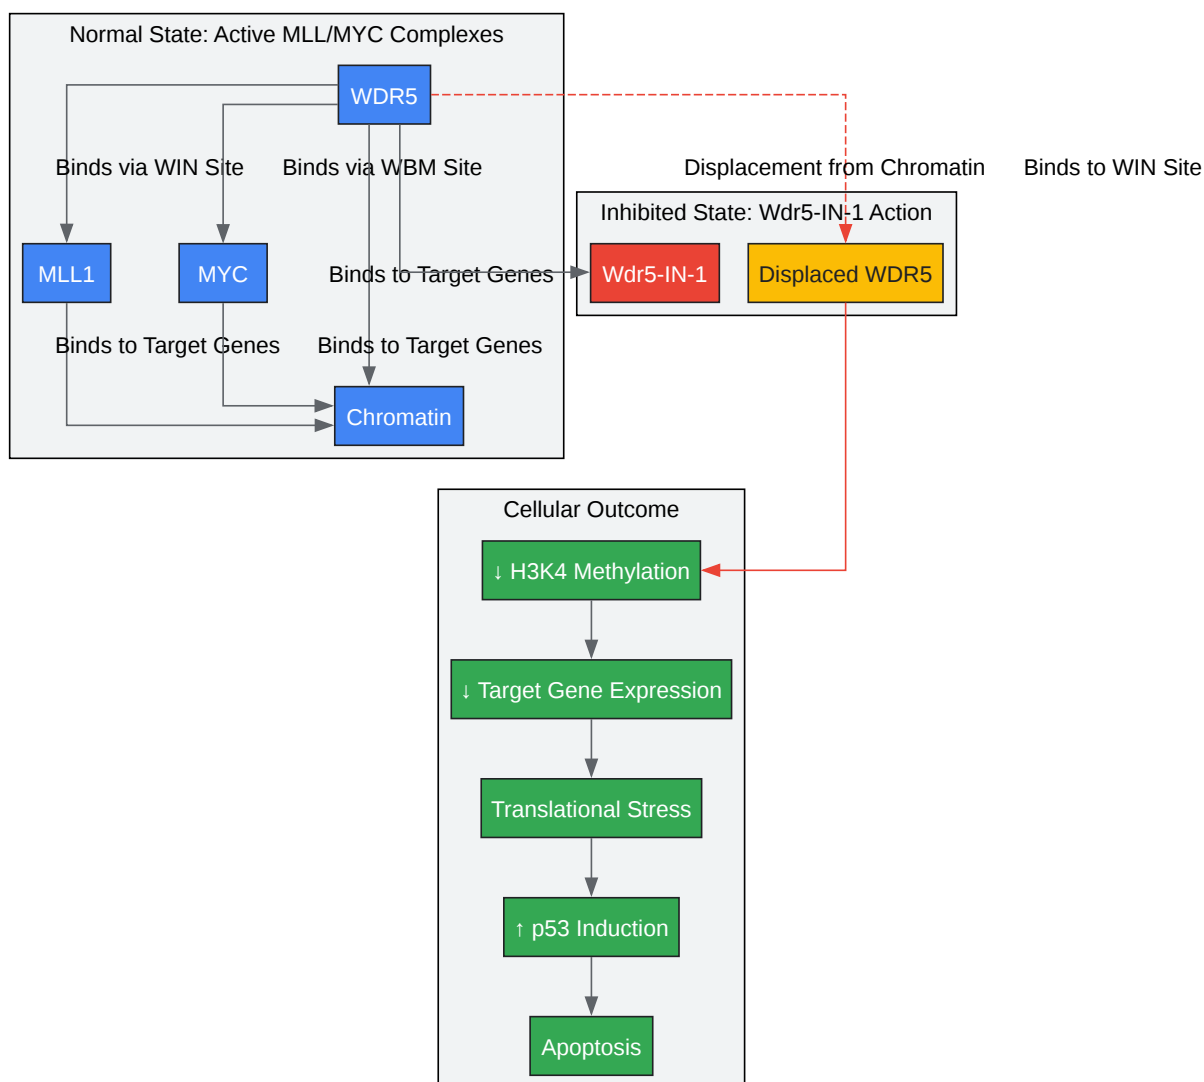 Normal State: Active MLL/MYC Complexes
WDR5
Binds via WIN Site
Binds via WBM Site
Displacement from Chromatin
Binds to WIN Site
Inhibited State: Wdr5-IN-1 Action
MLL1
MYC
Binds to Target Genes
Wdr5-IN-1
Displaced WDR5
Binds to Target Genes
Binds to Target Genes
Chromatin
Cellular Outcome
↓ H3K4 Methylation
↓ Target Gene Expression
Translational Stress
↑ p53 Induction
Apoptosis